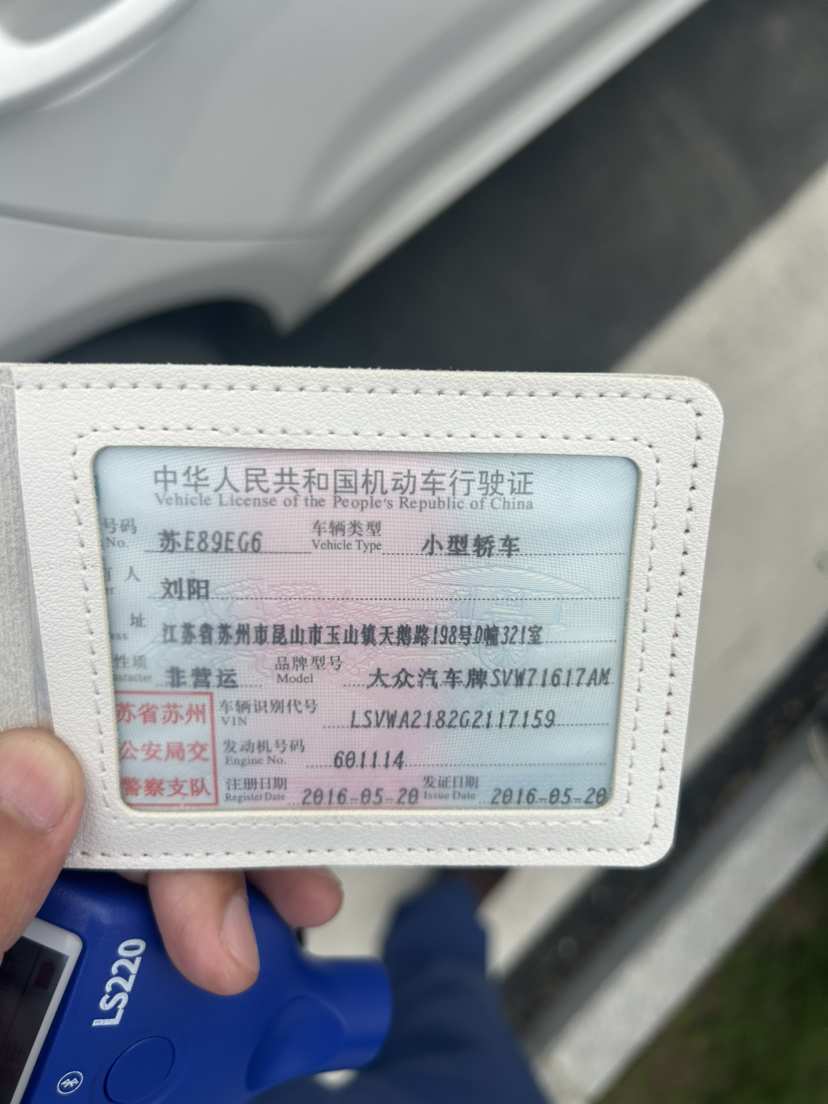 中华人民共和国机动车行驶证
Vehicle License of the People's Republic of China
号码 苏E89EG6 车辆类型 小型轿车
No. Vehicle Type
人 刘阳
址 江苏省苏州市昆山市玉山镇天鹅路198号D幢321室
ess
性质 非营运 品牌型号 大众汽车牌SVW71617AM
aracter Model
苏省苏州 车辆识别代号 LSVWA2182G2117159
VIN
公安局交 发动机号码 601114
Engine No.
警察支队 注册日期 2016-05-20 发证日期 2016-05-20
Register Date Issue Date
LS220